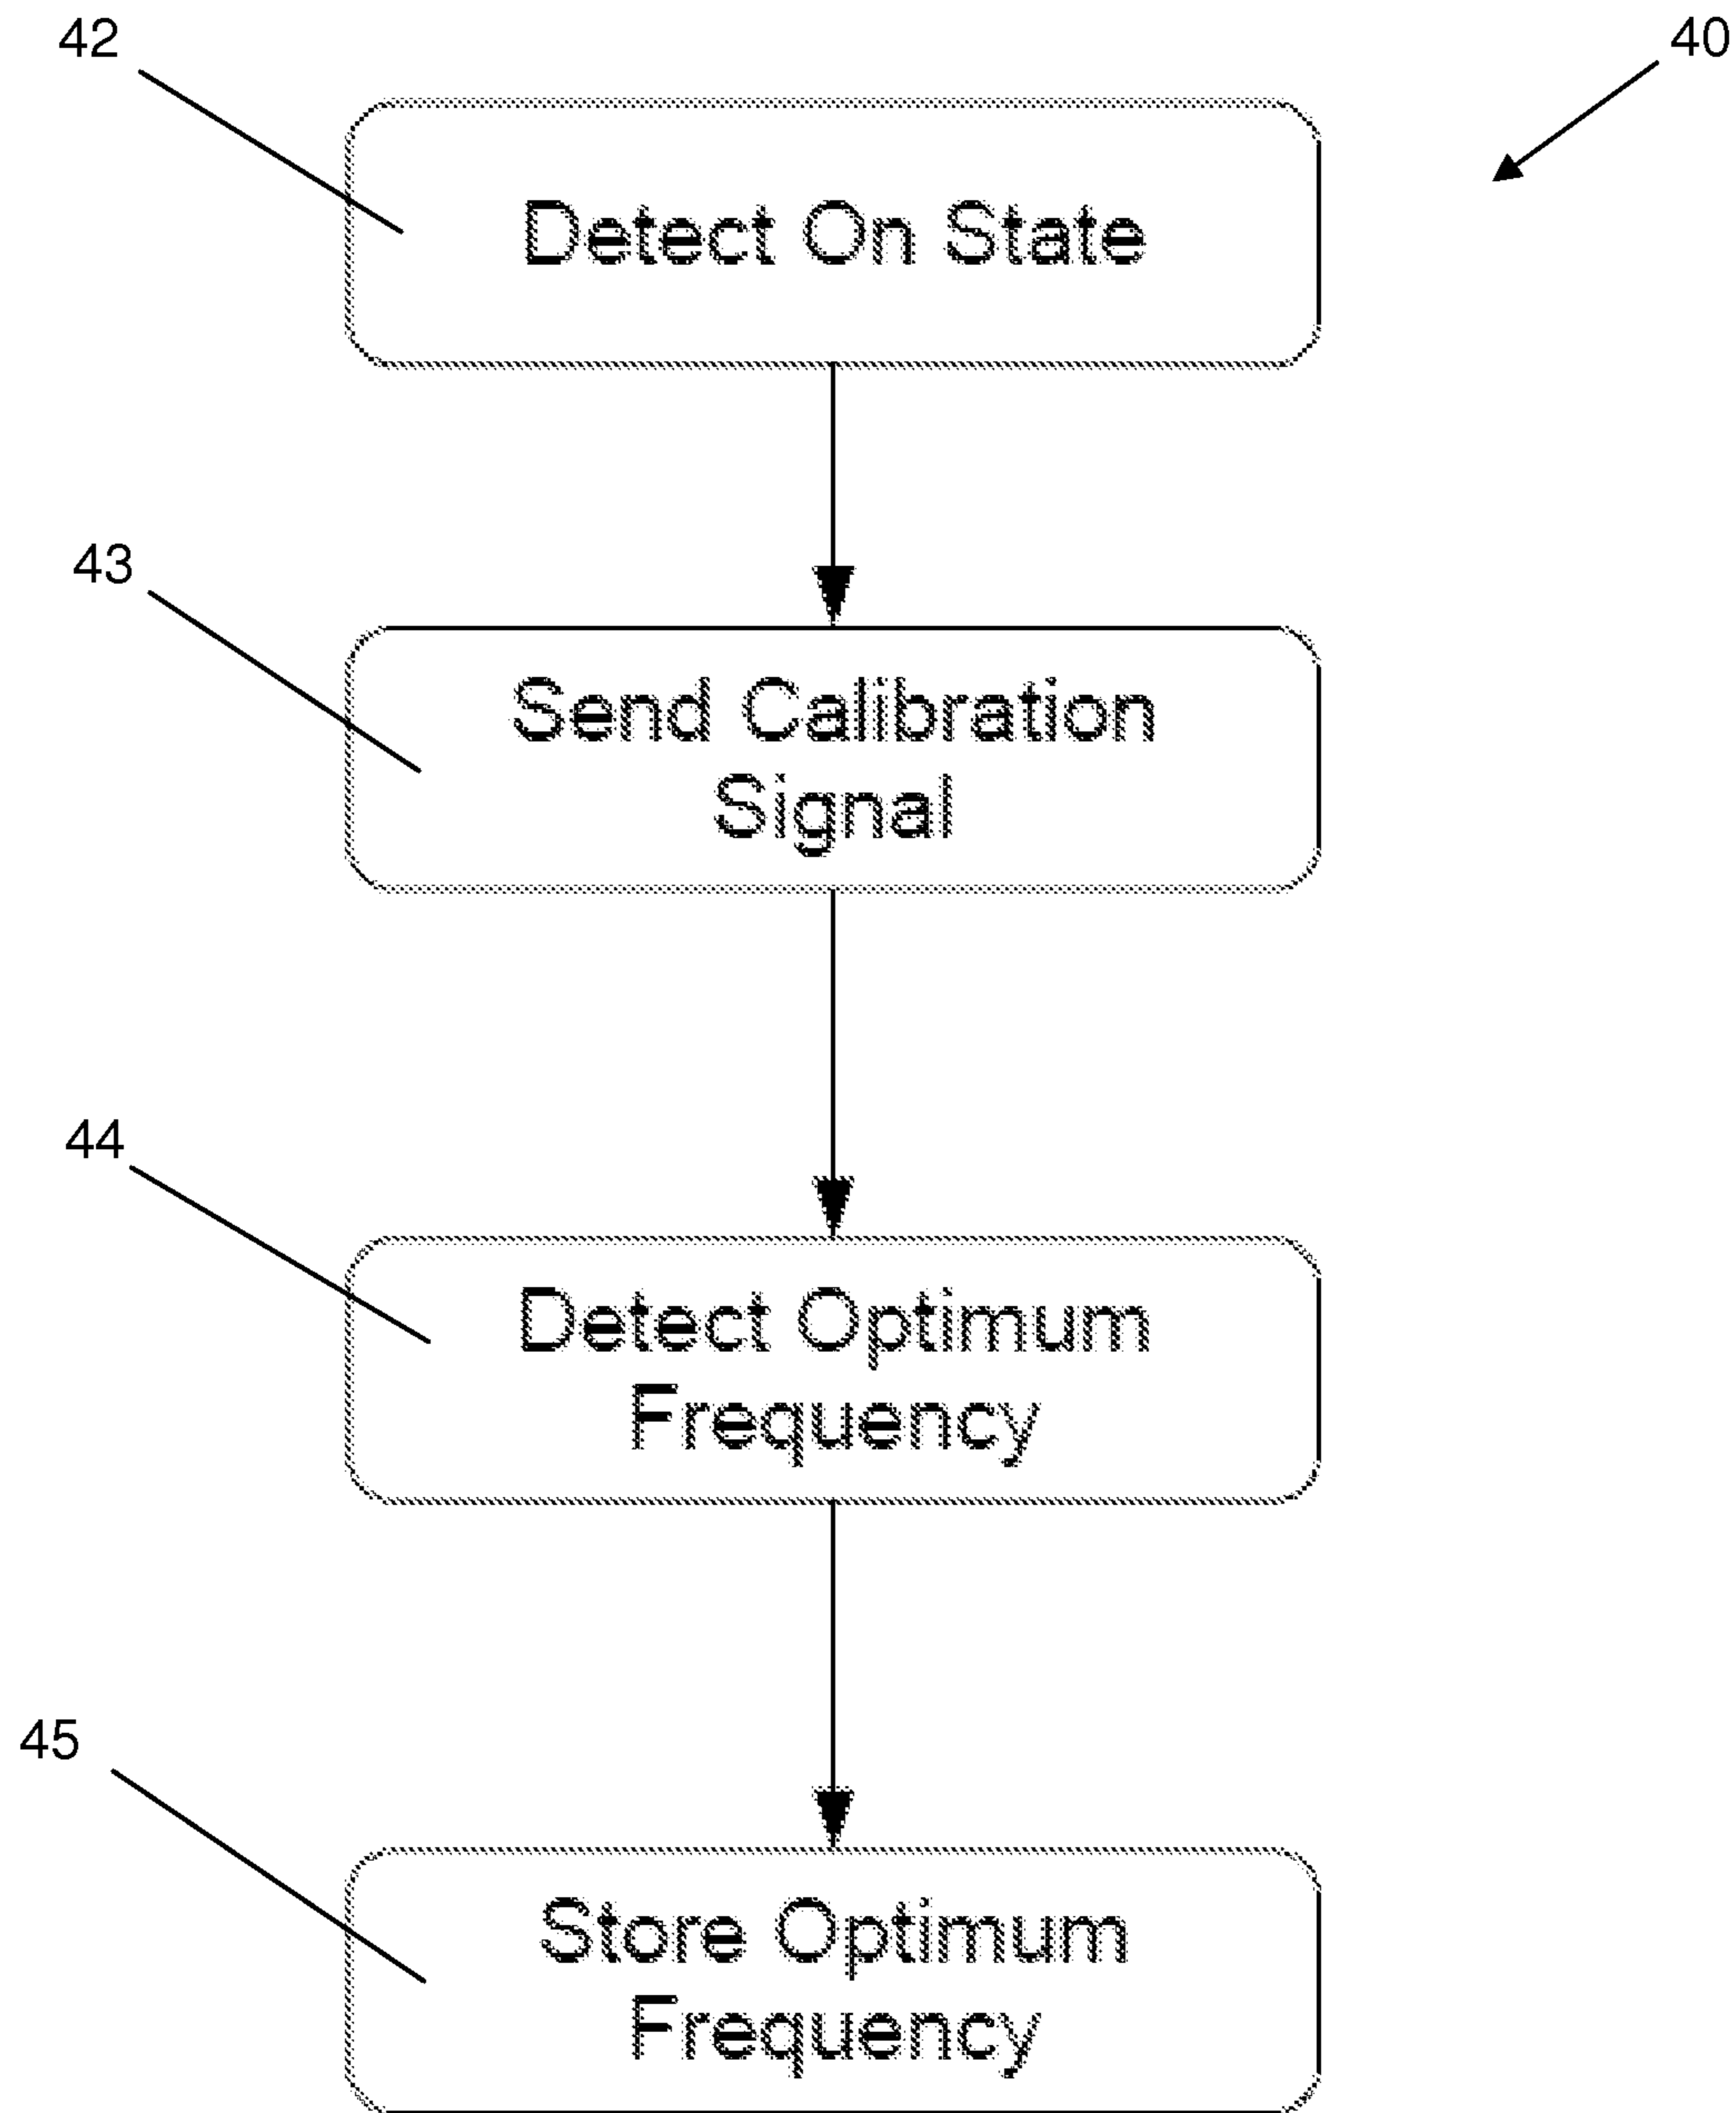 42
40
Detect On State
43
Send Calibration
Signal
44
Detect Optimum
Frequency
45
Store Optimum
Frequency